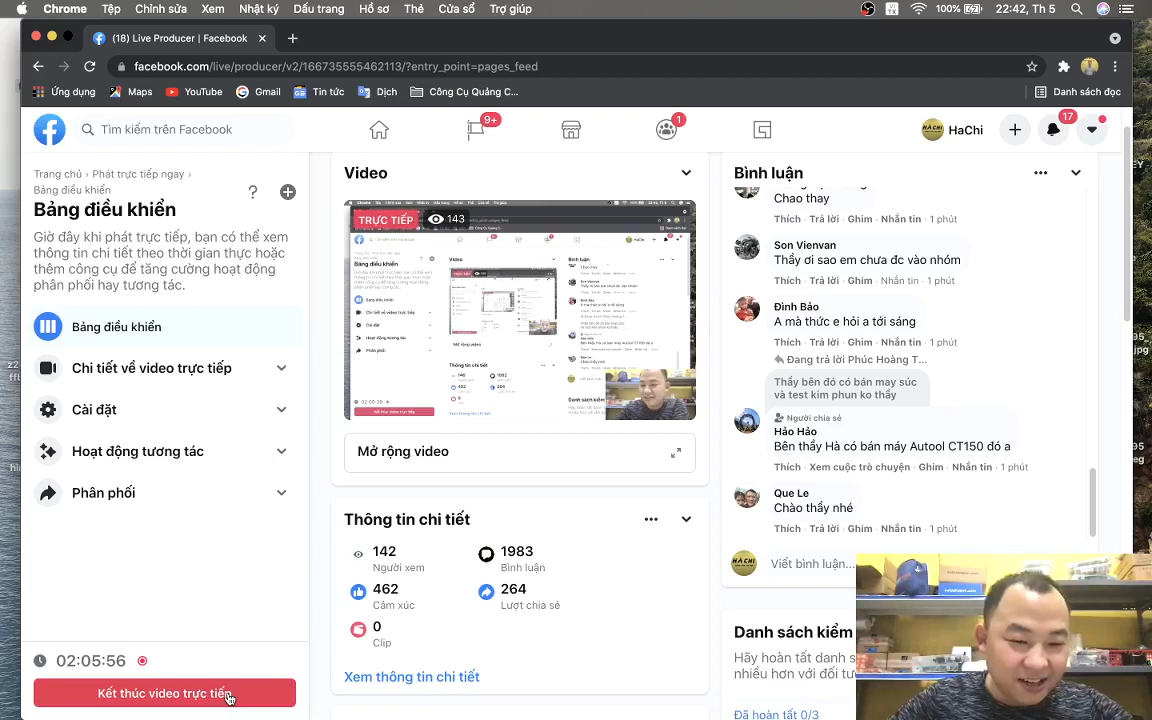 Chrome Tệp Chỉnh sửa Xem Nhật ký Dấu trang Hồ sơ Thẻ Cửa sổ Trợ giúp 100% 22:42, Th 5
(18) Live Producer | Facebook
facebook.com/live/producer/v2/166735555462113/?entry_point=pages_feed
Ứng dụng Maps YouTube Gmail Tin tức Dịch Công Cụ Quảng C... Danh sách đọc
Tìm kiếm trên Facebook 9+ 1 HaChi 17
Trang chủ › Phát trực tiếp ngay ›
Bảng điều khiển
Bảng điều khiển
Giờ đây khi phát trực tiếp, bạn có thể xem
thông tin chi tiết theo thời gian thực hoặc
thêm công cụ để tăng cường hoạt động
phân phối hay tương tác.
Bảng điều khiển
Chi tiết về video trực tiếp
Cài đặt
Hoạt động tương tác
Phân phối
02:05:56
Kết thúc video trực tiếp
Video
TRỰC TIẾP 143
Mở rộng video
Thông tin chi tiết
142
Người xem
1983
Bình luận
462
Cảm xúc
264
Lượt chia sẻ
0
Clip
Xem thông tin chi tiết
Bình luận
Chao thay
Thích · Trả lời · Ghim · Nhắn tin · 1 phút
Son Vienvan
Thầy ơi sao em chưa đc vào nhóm
Thích · Trả lời · Ghim · Nhắn tin · 1 phút
Đình Bảo
A mà thức e hỏi a tới sáng
Thích · Trả lời · Ghim · Nhắn tin · 1 phút
Đang trả lời Phúc Hoàng T...
Thầy bên đó có bán may súc
và test kim phun ko thầy
Người chia sẻ
Hảo Hảo
Bên thầy Hà có bán máy Autool CT150 đó a
Thích · Xem cuộc trò chuyện · Ghim · Nhắn tin · 1 phút
Que Le
Chào thầy nhé
Thích · Trả lời · Ghim · Nhắn tin · 1 phút
Viết bình luận...
Danh sách kiểm
Hãy hoàn tất danh s
nhiều hơn với đối tư
Đã hoàn tất 0/3